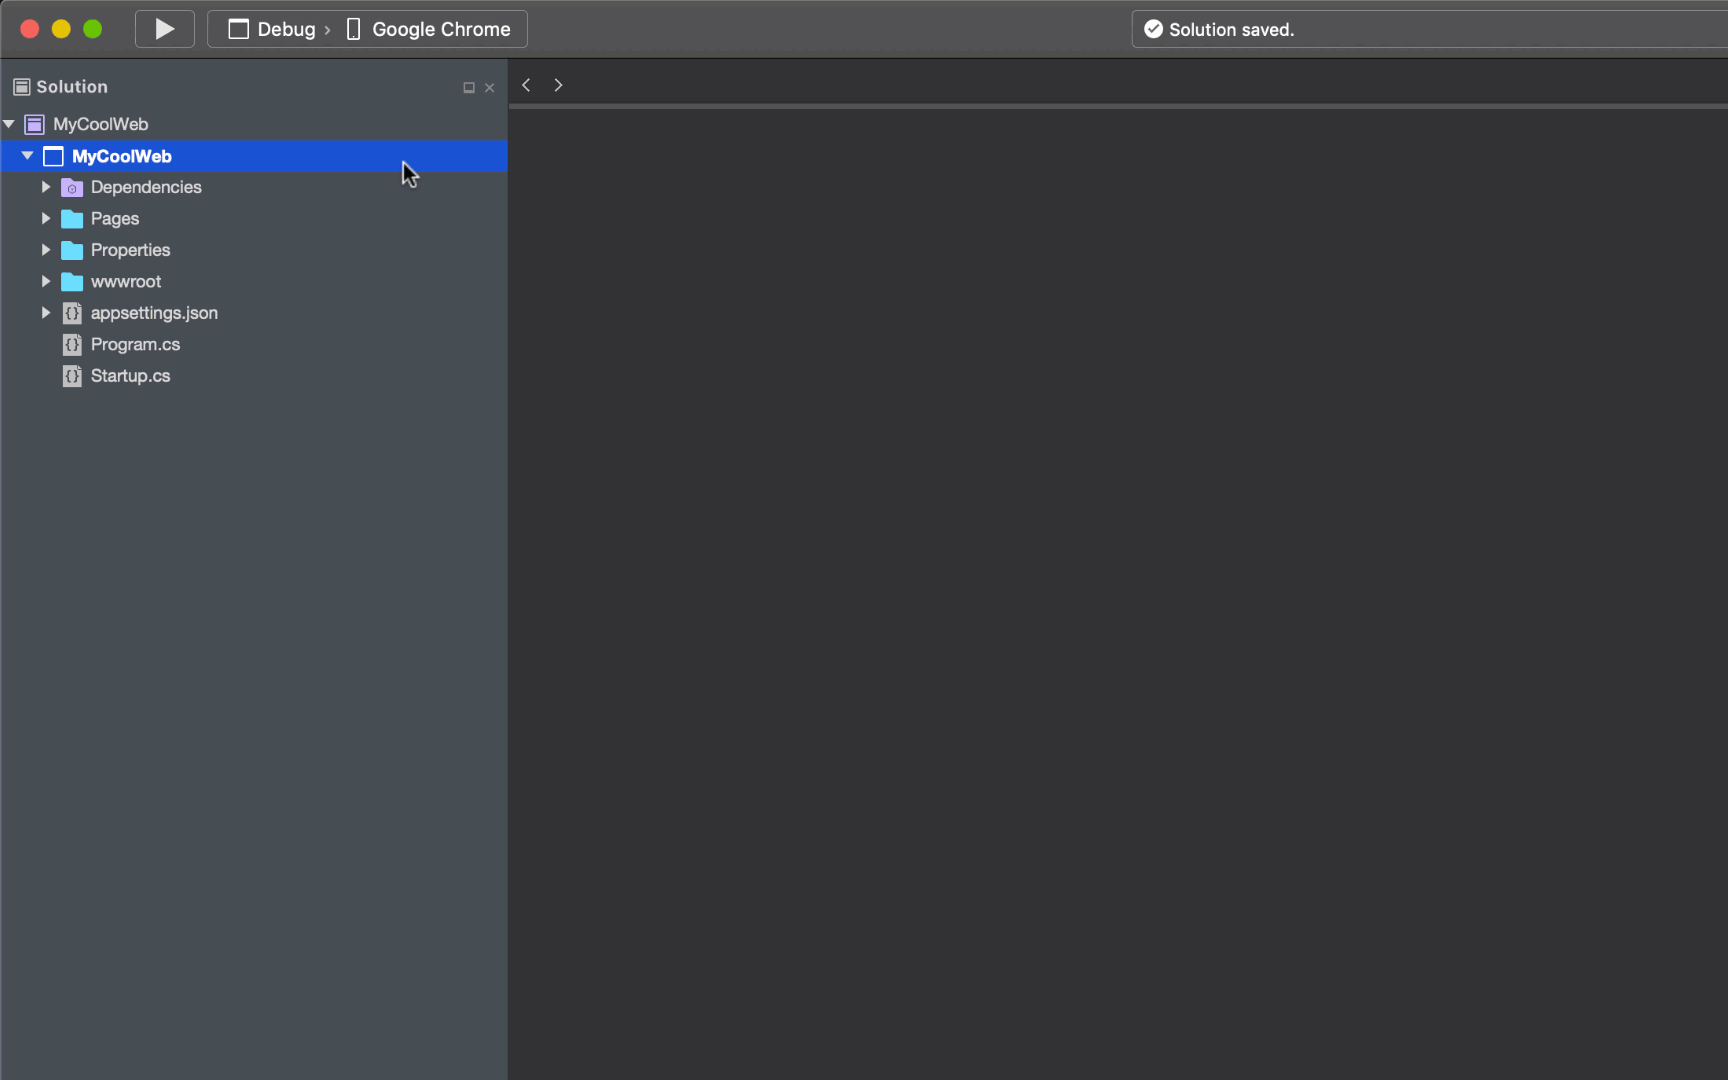 Debug › Google Chrome
Solution saved.
Solution
MyCoolWeb
MyCoolWeb
Dependencies
Pages
Properties
wwwroot
appsettings.json
Program.cs
Startup.cs